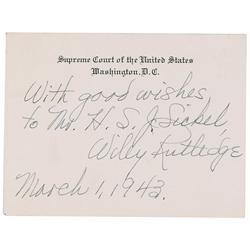 Supreme Court of the United States
Washington, D.C.
With good wishes,
to Mr. H. S. J. Sickel,
Wiley Rutledge
March 1, 1943.